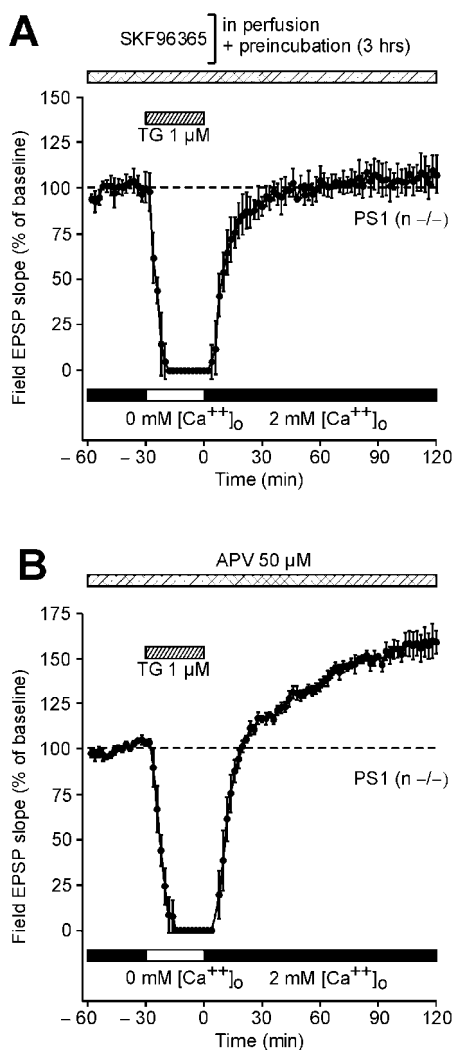 A
SKF96365
in perfusion
+ preincubation (3 hrs)
150
125
100
75
50
25
0
Field EPSP slope (% of baseline)
TG 1 μM
PS1 (n −/−)
0 mM [Ca++]o
2 mM [Ca++]o
− 60
− 30
0
30
60
90
120
Time (min)
B
APV 50 μM
175
150
125
100
75
50
25
0
Field EPSP slope (% of baseline)
TG 1 μM
PS1 (n −/−)
0 mM [Ca++]o
2 mM [Ca++]o
− 60
− 30
0
30
60
90
120
Time (min)